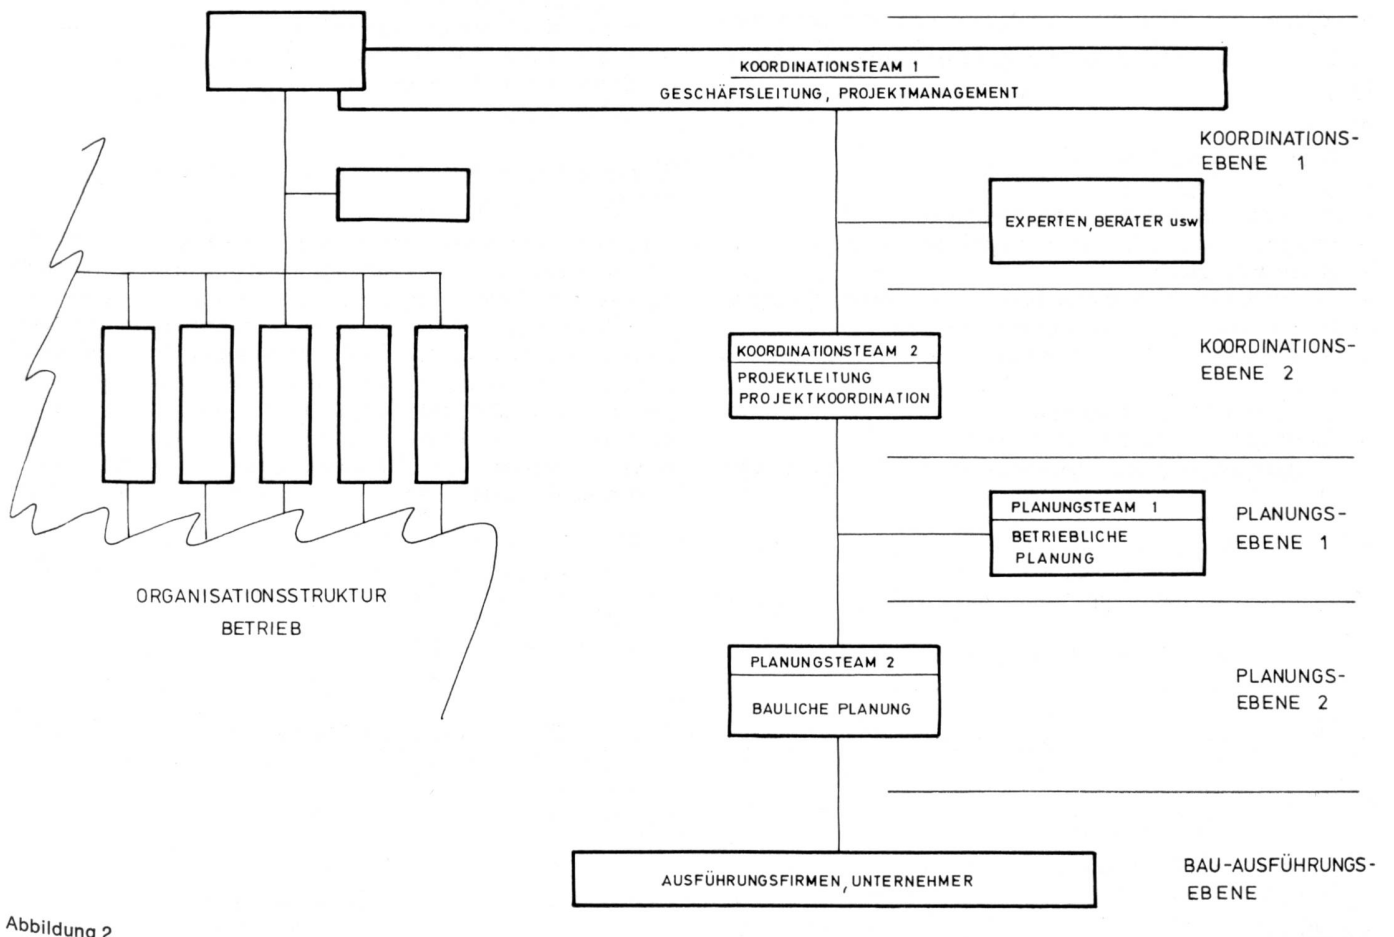 KOORDINATIONSTEAM 1
GESCHÄFTSLEITUNG, PROJEKTMANAGEMENT
KOORDINATIONS-
EBENE 1
EXPERTEN, BERATER usw
KOORDINATIONSTEAM 2
PROJEKTLEITUNG
PROJEKTKOORDINATION
KOORDINATIONS-
EBENE 2
PLANUNGSTEAM 1
BETRIEBLICHE
PLANUNG
PLANUNGS-
EBENE 1
ORGANISATIONSSTRUKTUR
BETRIEB
PLANUNGSTEAM 2
BAULICHE PLANUNG
PLANUNGS-
EBENE 2
AUSFÜHRUNGSFIRMEN, UNTERNEHMER
BAU-AUSFÜHRUNGS-
EBENE
Abbildung 2